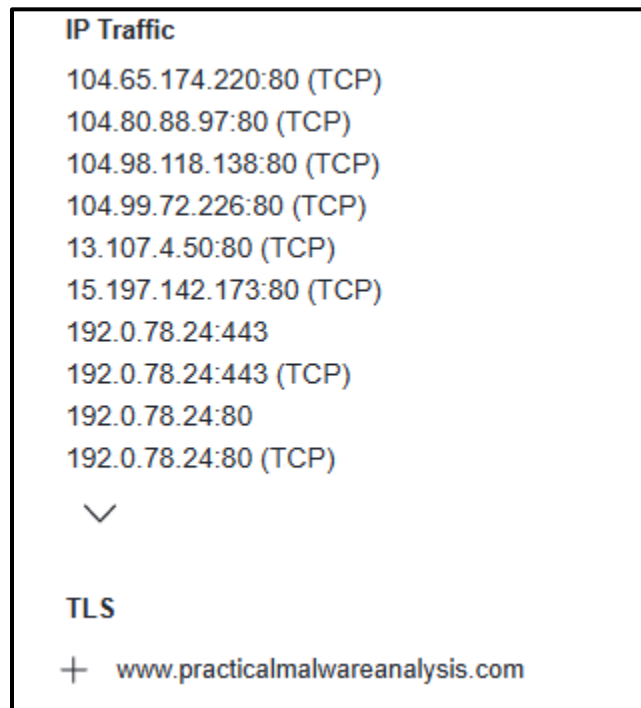 IP Traffic
104.65.174.220:80 (TCP)
104.80.88.97:80 (TCP)
104.98.118.138:80 (TCP)
104.99.72.226:80 (TCP)
13.107.4.50:80 (TCP)
15.197.142.173:80 (TCP)
192.0.78.24:443
192.0.78.24:443 (TCP)
192.0.78.24:80
192.0.78.24:80 (TCP)
TLS
+ www.practicalmalwareanalysis.com